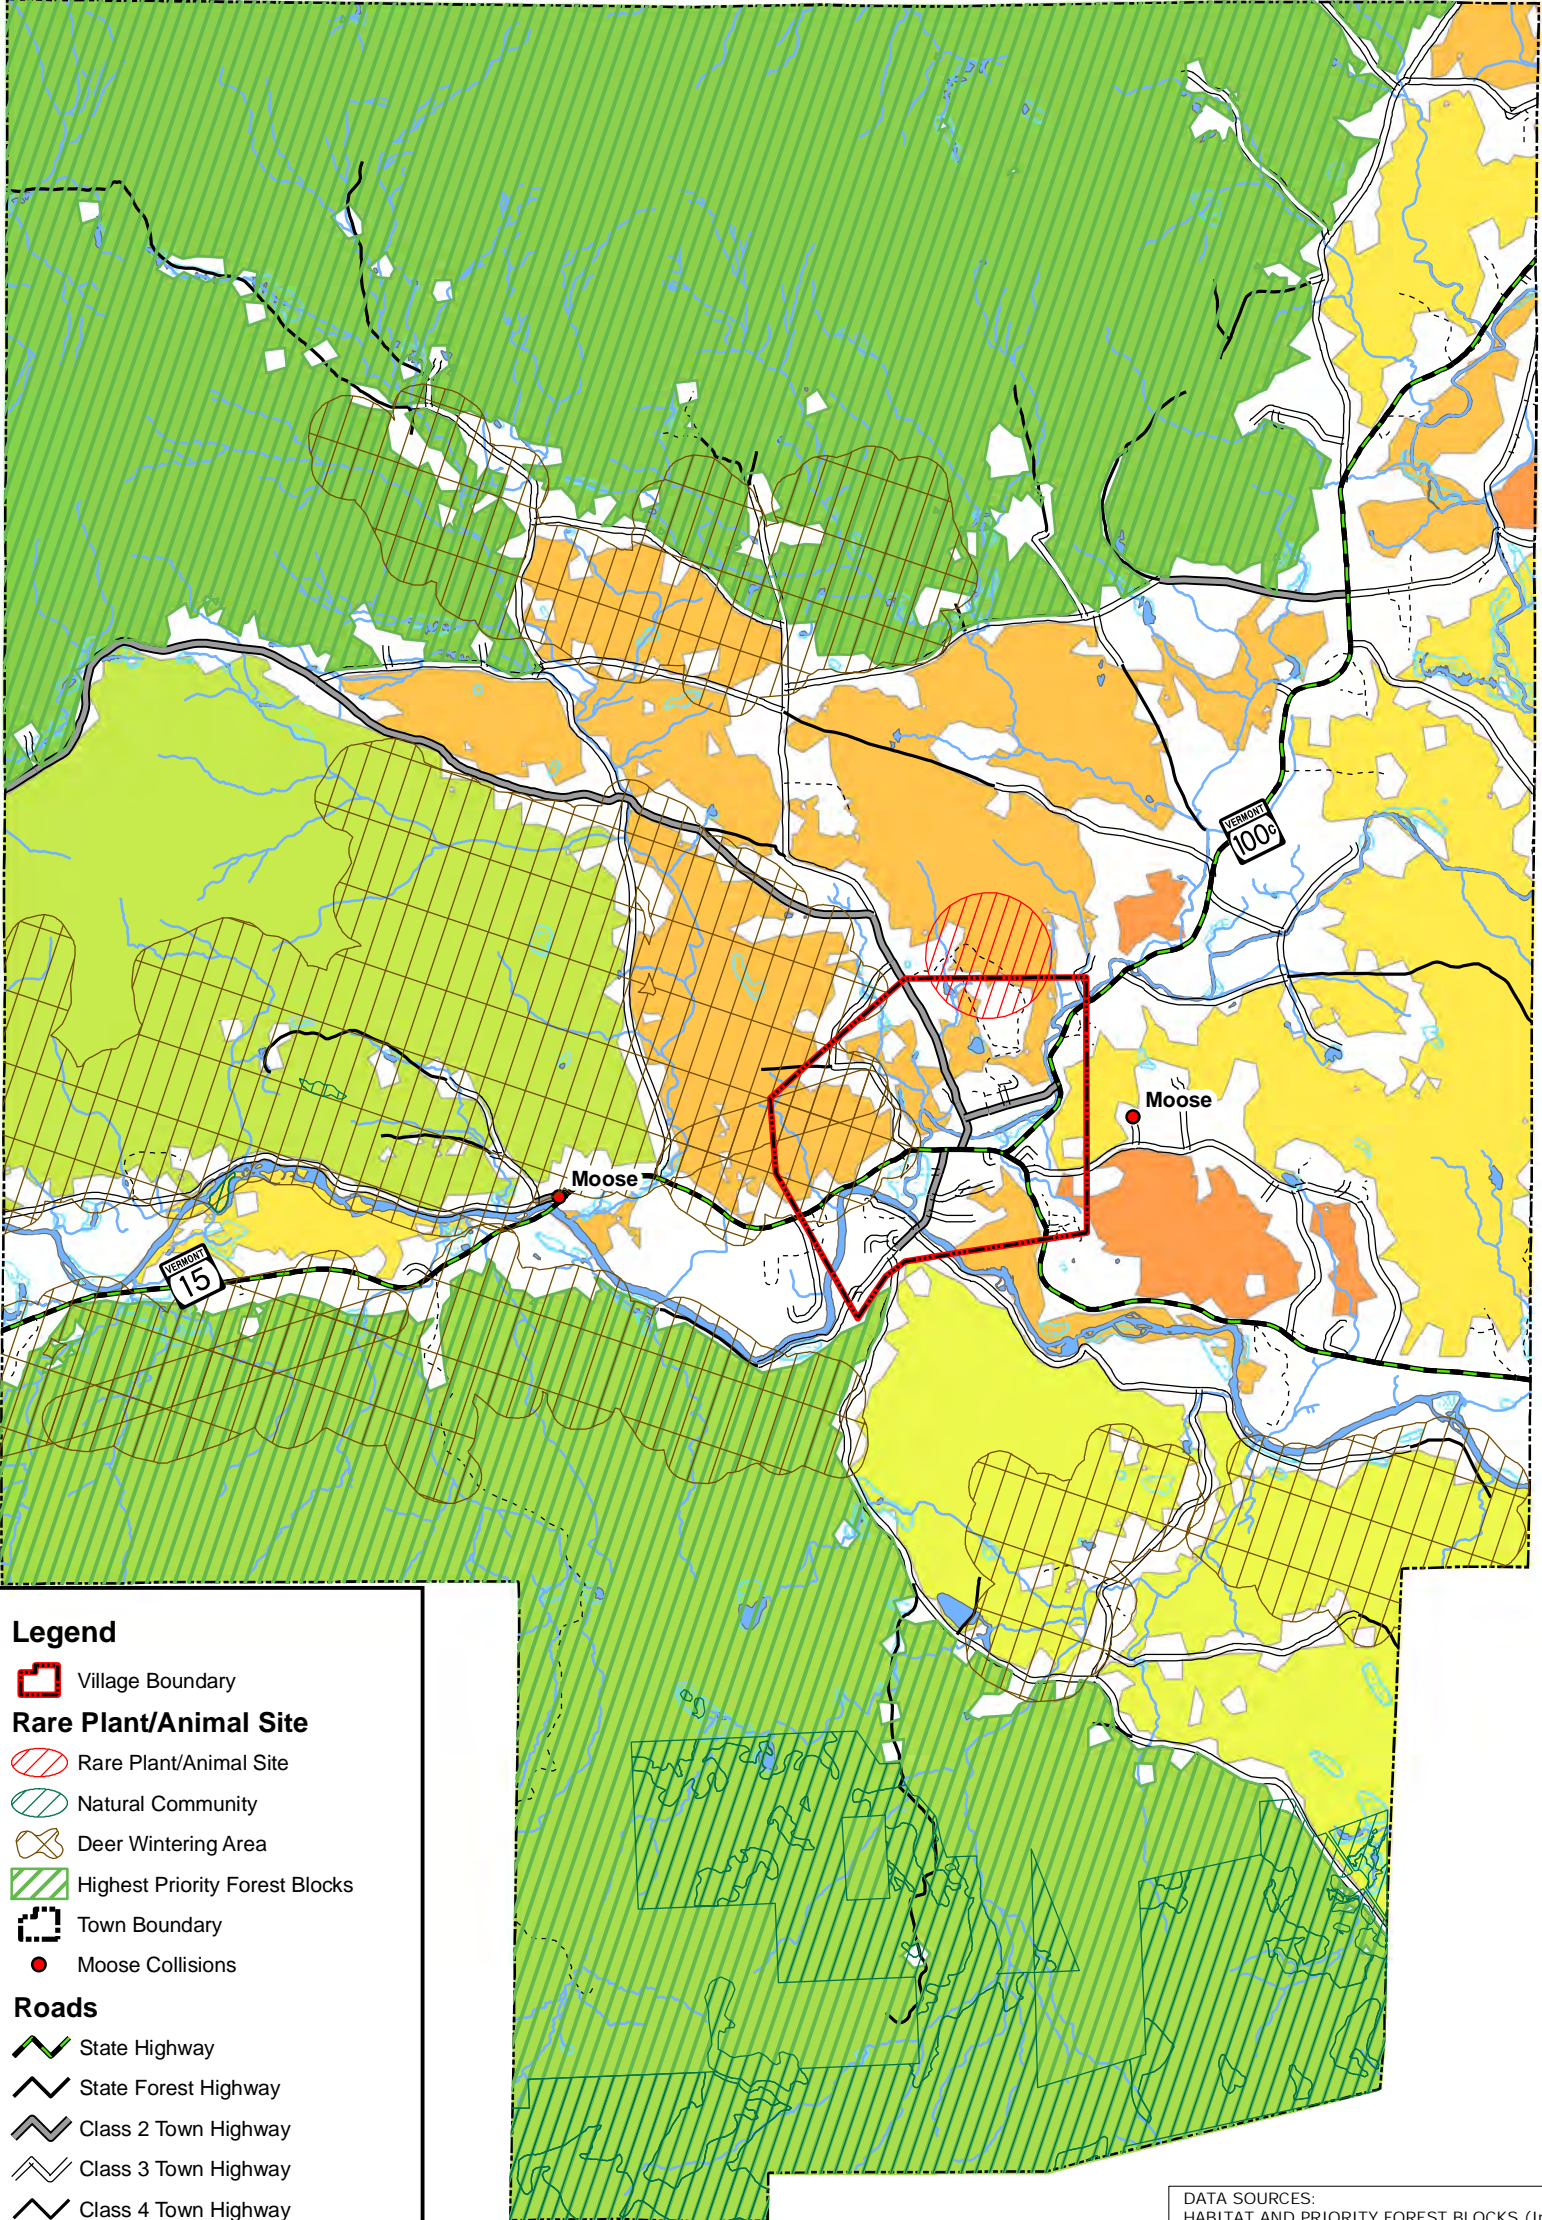 VERMONT
100c
Moose
Moose
VERMONT
15
Legend
Village Boundary
Rare Plant/Animal Site
Rare Plant/Animal Site
Natural Community
Deer Wintering Area
Highest Priority Forest Blocks
Town Boundary
Moose Collisions
Roads
State Highway
State Forest Highway
Class 2 Town Highway
Class 3 Town Highway
Class 4 Town Highway
DATA SOURCES:
HABITAT AND PRIORITY FOREST BLOCKS